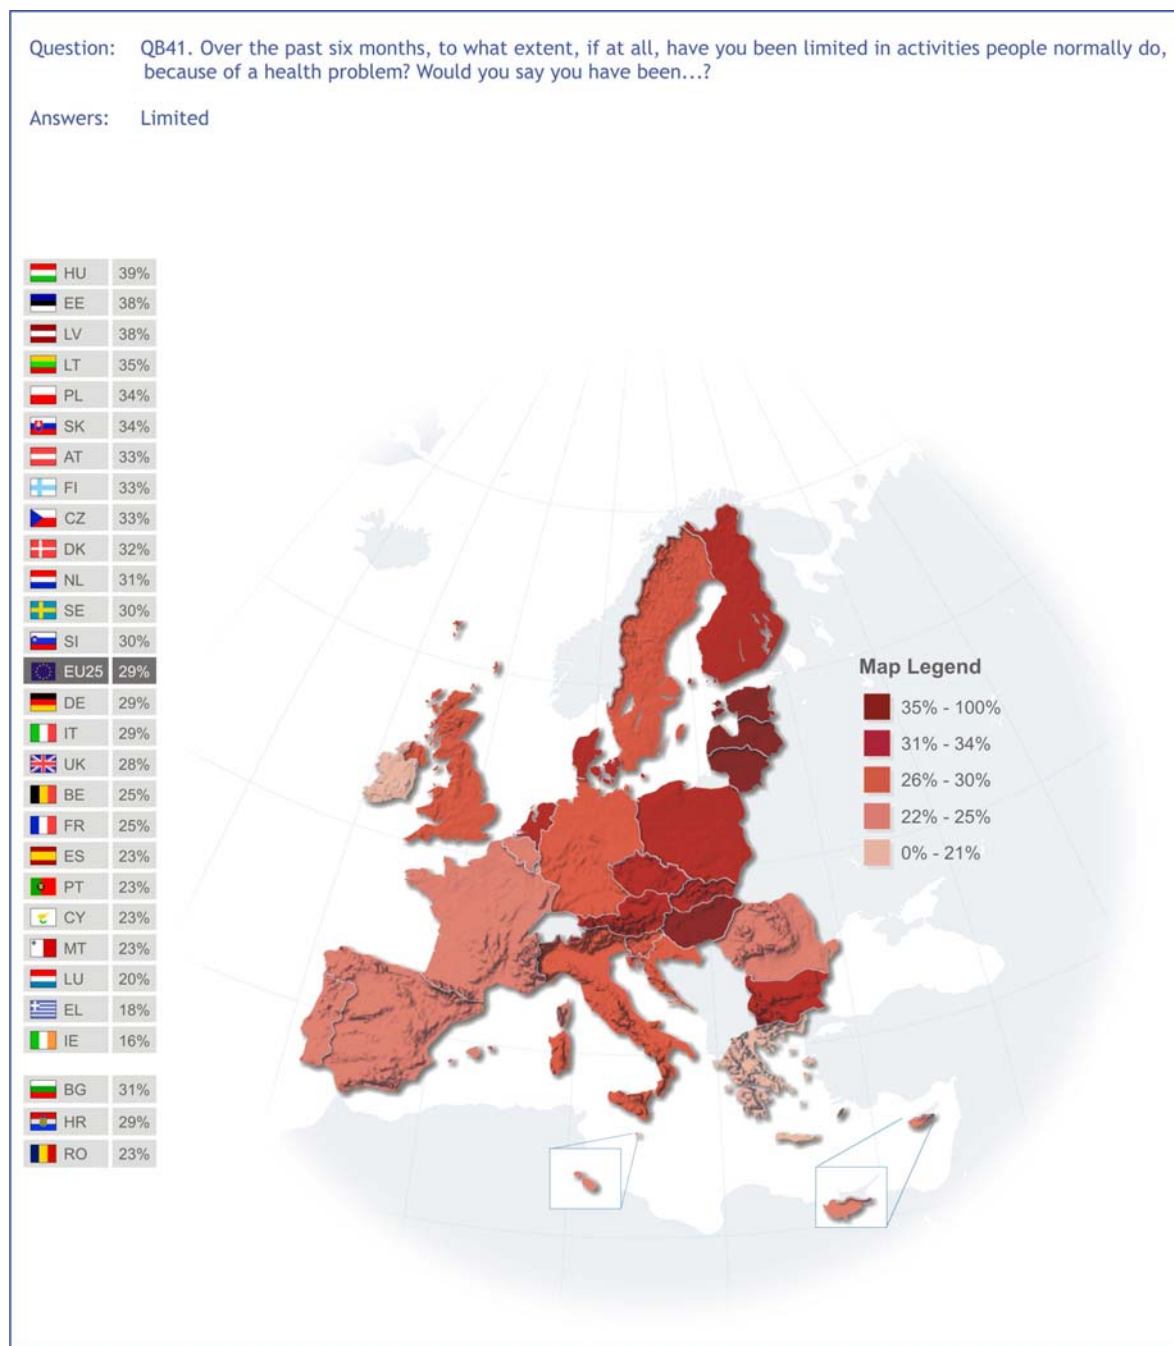 Question: QB41. Over the past six months, to what extent, if at all, have you been limited in activities people normally do,
because of a health problem? Would you say you have been...?
Answers: Limited
HU 39%
EE 38%
LV 38%
LT 35%
PL 34%
SK 34%
AT 33%
FI 33%
CZ 33%
DK 32%
NL 31%
SE 30%
SI 30%
EU25 29%
DE 29%
IT 29%
UK 28%
BE 25%
FR 25%
ES 23%
PT 23%
CY 23%
MT 23%
LU 20%
EL 18%
IE 16%
BG 31%
HR 29%
RO 23%
Map Legend
35% - 100%
31% - 34%
26% - 30%
22% - 25%
0% - 21%